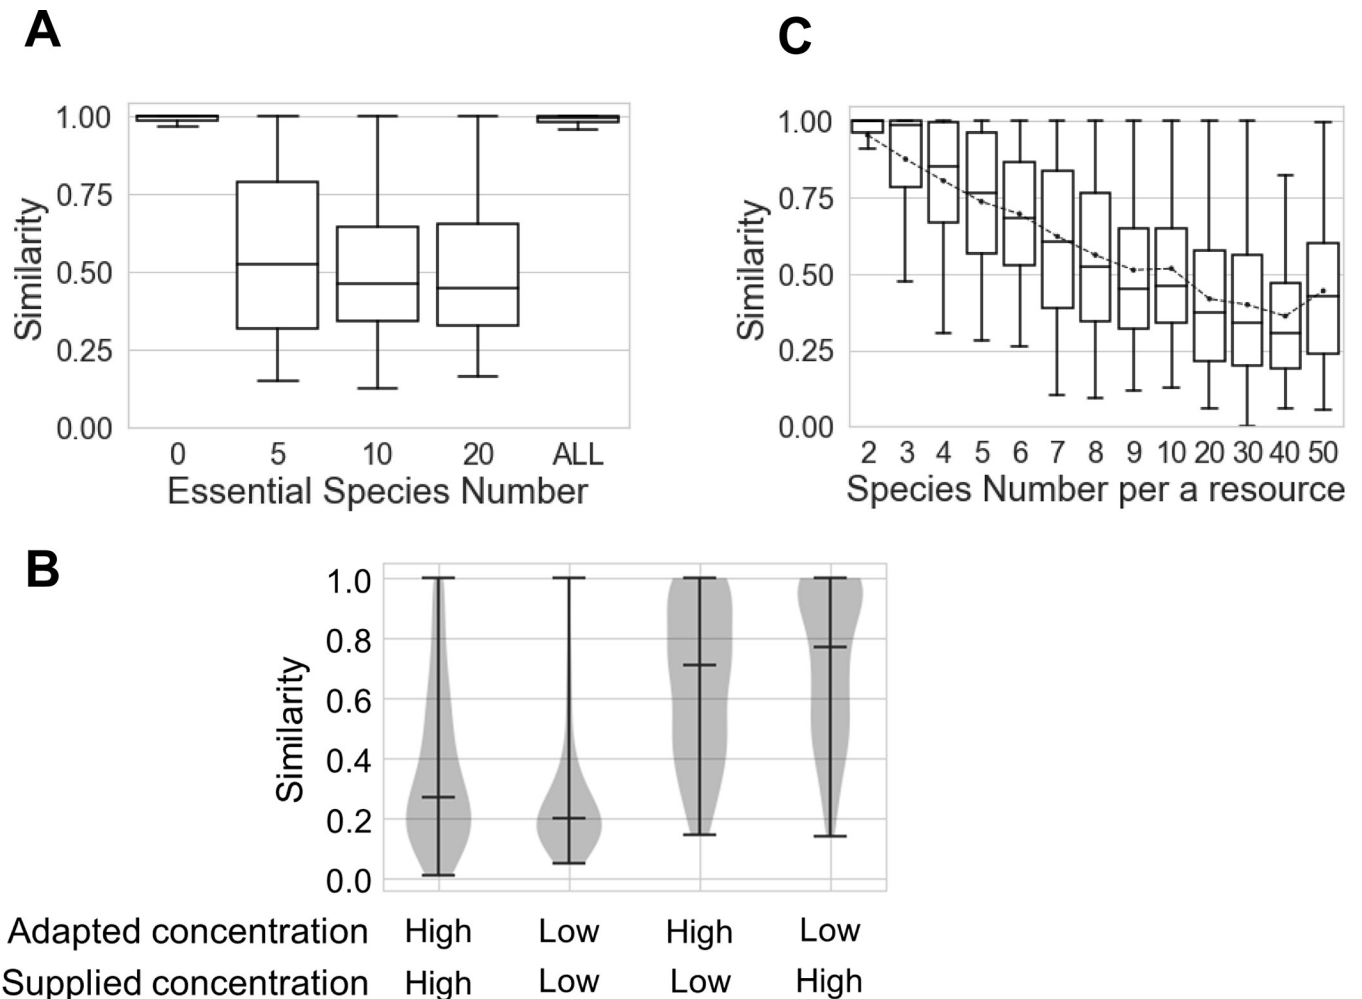 A
1.00
0.75
0.50
0.25
0.00
Similarity
0 5 10 20 ALL
Essential Species Number
C
1.00
0.75
0.50
0.25
0.00
Similarity
2 3 4 5 6 7 8 9 10 20 30 40 50
Species Number per a resource
B
1.0
0.8
0.6
0.4
0.2
0.0
Similarity
Adapted concentration High Low High Low
Supplied concentration High Low Low High